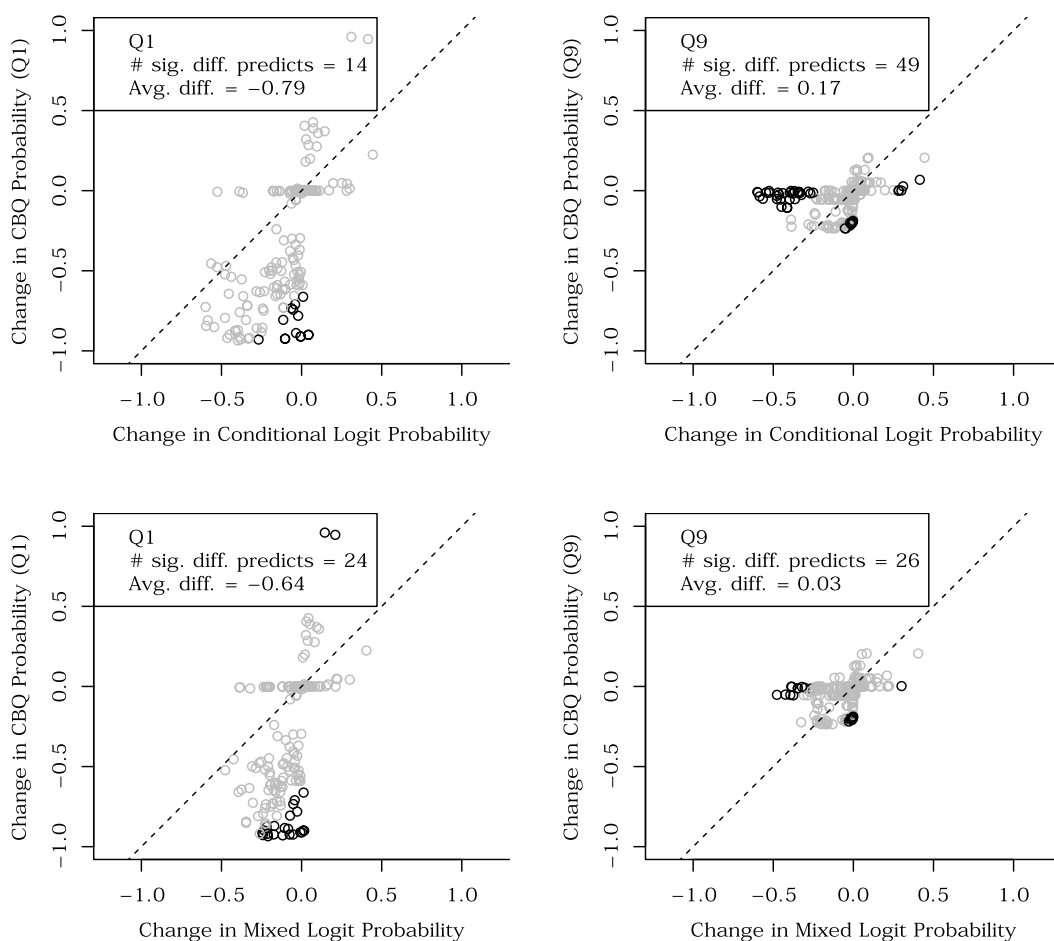 Q1
# sig. diff. predicts = 14
Avg. diff. = −0.79
Change in CBQ Probability (Q1)
1.0
0.5
0.0
−0.5
−1.0
−1.0 −0.5 0.0 0.5 1.0
Change in Conditional Logit Probability
Q9
# sig. diff. predicts = 49
Avg. diff. = 0.17
Change in CBQ Probability (Q9)
1.0
0.5
0.0
−0.5
−1.0
−1.0 −0.5 0.0 0.5 1.0
Change in Conditional Logit Probability
Q1
# sig. diff. predicts = 24
Avg. diff. = −0.64
Change in CBQ Probability (Q1)
1.0
0.5
0.0
−0.5
−1.0
−1.0 −0.5 0.0 0.5 1.0
Change in Mixed Logit Probability
Q9
# sig. diff. predicts = 26
Avg. diff. = 0.03
Change in CBQ Probability (Q9)
1.0
0.5
0.0
−0.5
−1.0
−1.0 −0.5 0.0 0.5 1.0
Change in Mixed Logit Probability